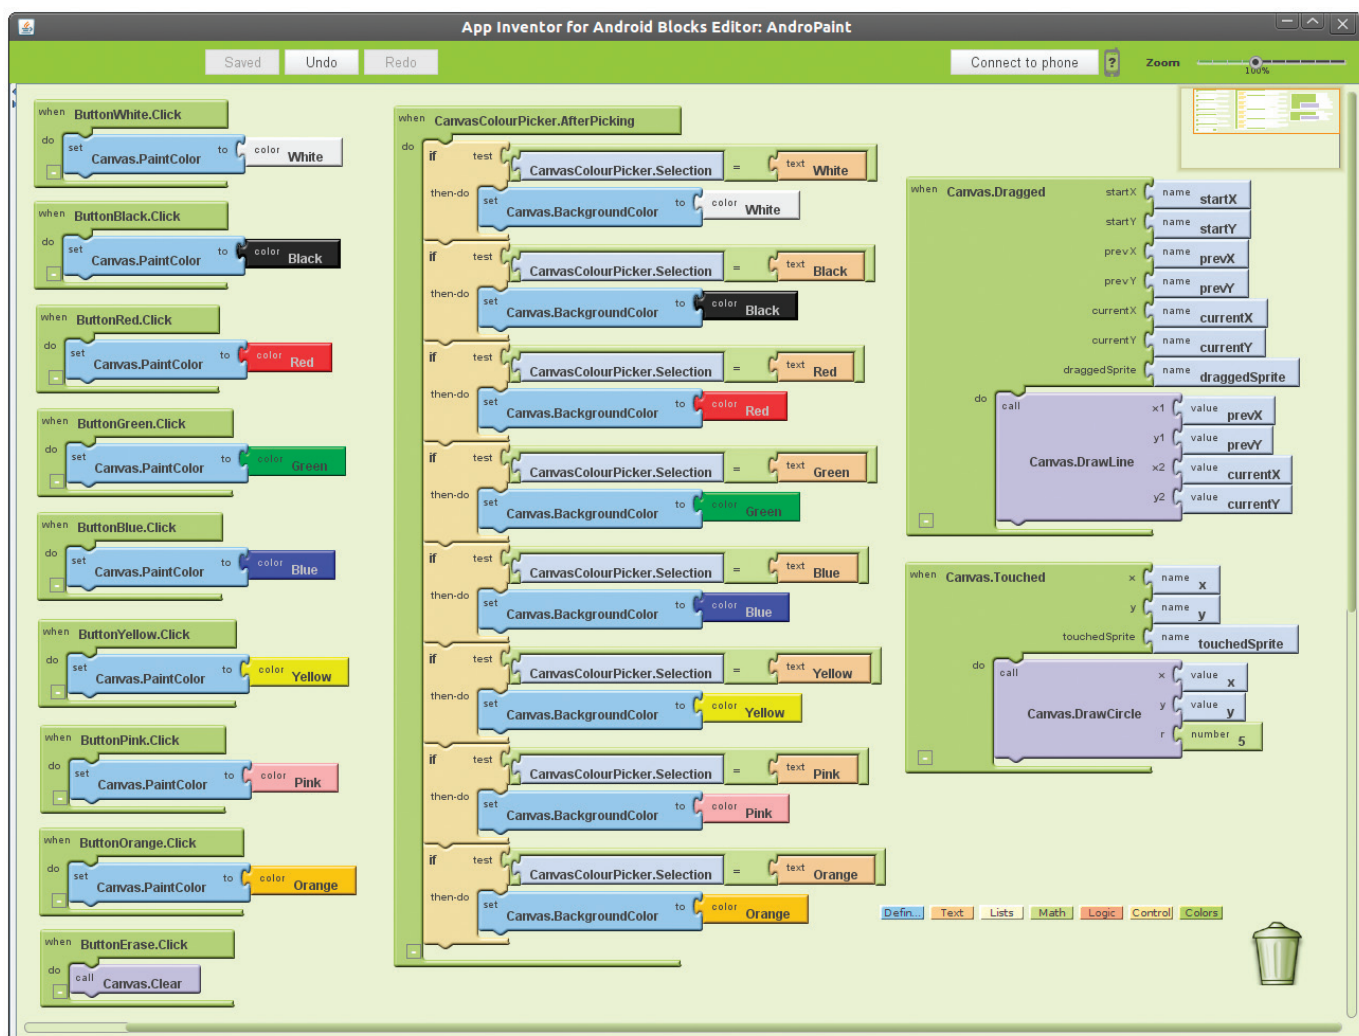 App Inventor for Android Blocks Editor: AndroPaint
Saved Undo Redo Connect to phone ? Zoom 100%
when ButtonWhite.Click
do set Canvas.PaintColor to color White
when ButtonBlack.Click
do set Canvas.PaintColor to color Black
when ButtonRed.Click
do set Canvas.PaintColor to color Red
when ButtonGreen.Click
do set Canvas.PaintColor to color Green
when ButtonBlue.Click
do set Canvas.PaintColor to color Blue
when ButtonYellow.Click
do set Canvas.PaintColor to color Yellow
when ButtonPink.Click
do set Canvas.PaintColor to color Pink
when ButtonOrange.Click
do set Canvas.PaintColor to color Orange
when ButtonErase.Click
do call Canvas.Clear
when CanvasColourPicker.AfterPicking
do if test CanvasColourPicker.Selection = text White
then-do set Canvas.BackgroundColor to color White
if test CanvasColourPicker.Selection = text Black
then-do set Canvas.BackgroundColor to color Black
if test CanvasColourPicker.Selection = text Red
then-do set Canvas.BackgroundColor to color Red
if test CanvasColourPicker.Selection = text Green
then-do set Canvas.BackgroundColor to color Green
if test CanvasColourPicker.Selection = text Blue
then-do set Canvas.BackgroundColor to color Blue
if test CanvasColourPicker.Selection = text Yellow
then-do set Canvas.BackgroundColor to color Yellow
if test CanvasColourPicker.Selection = text Pink
then-do set Canvas.BackgroundColor to color Pink
if test CanvasColourPicker.Selection = text Orange
then-do set Canvas.BackgroundColor to color Orange
when Canvas.Dragged startX name startX
startY name startY
prevX name prevX
prevY name prevY
currentX name currentX
currentY name currentY
draggedSprite name draggedSprite
do call Canvas.DrawLine x1 value prevX
y1 value prevY
x2 value currentX
y2 value currentY
when Canvas.Touched x name x
y name y
touchedSprite name touchedSprite
do call Canvas.DrawCircle x value x
y value y
r number 5
Defin... Text Lists Math Logic Control Colors